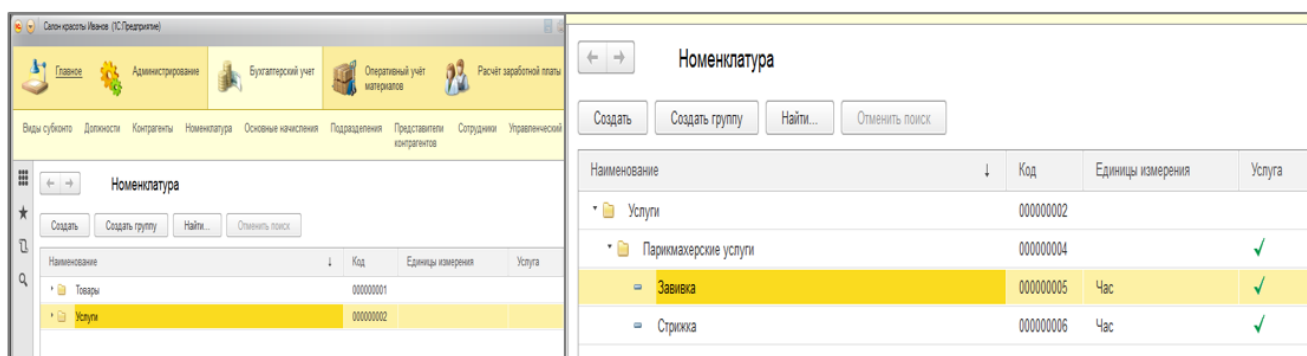 Салон красоты Иванов (1С:Предприятие)
Главное Администрирование Бухгалтерский учет Оперативный учёт материалов Расчёт заработной платы
Виды субконто Должности Контрагенты Номенклатура Основные начисления Подразделения Представители контрагентов Сотрудники Управленческий
Номенклатура
Создать Создать группу Найти... Отменить поиск
Наименование ↓ Код Единицы измерения Услуга
Товары 000000001
Услуги 000000002
Номенклатура
Создать Создать группу Найти... Отменить поиск
Наименование ↓ Код Единицы измерения Услуга
Услуги 000000002
Парикмахерские услуги 000000004
Завивка 000000005 Час
Стрижка 000000006 Час